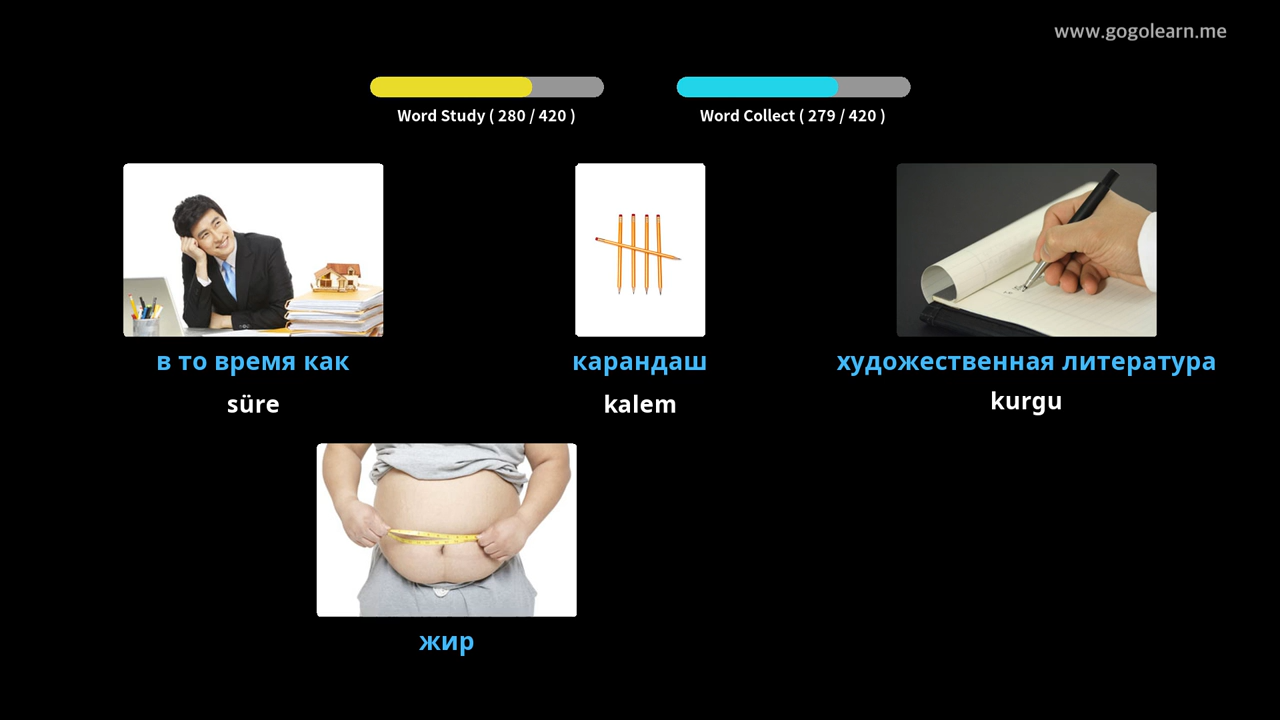 www.gogolearn.me
Word Study ( 280 / 420 )
Word Collect ( 279 / 420 )
в то время как
карандаш
художественная литература
süre
kalem
kurgu
жир